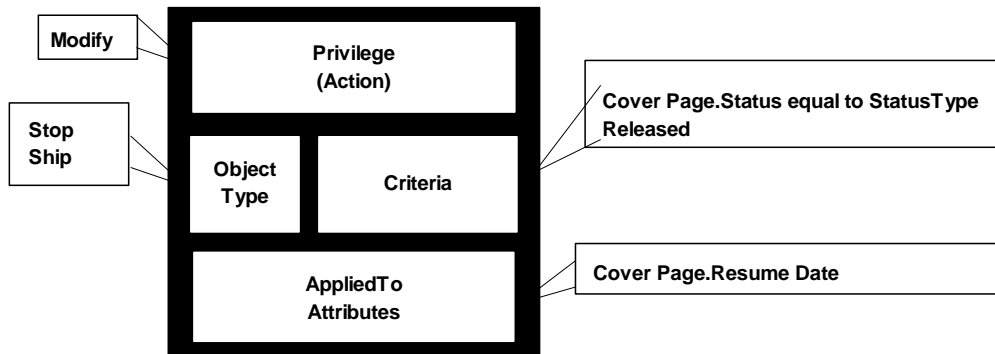 Modify
Privilege
(Action)
Cover Page.Status equal to StatusType
Released
Stop
Ship
Object
Type
Criteria
AppliedTo
Attributes
Cover Page.Resume Date